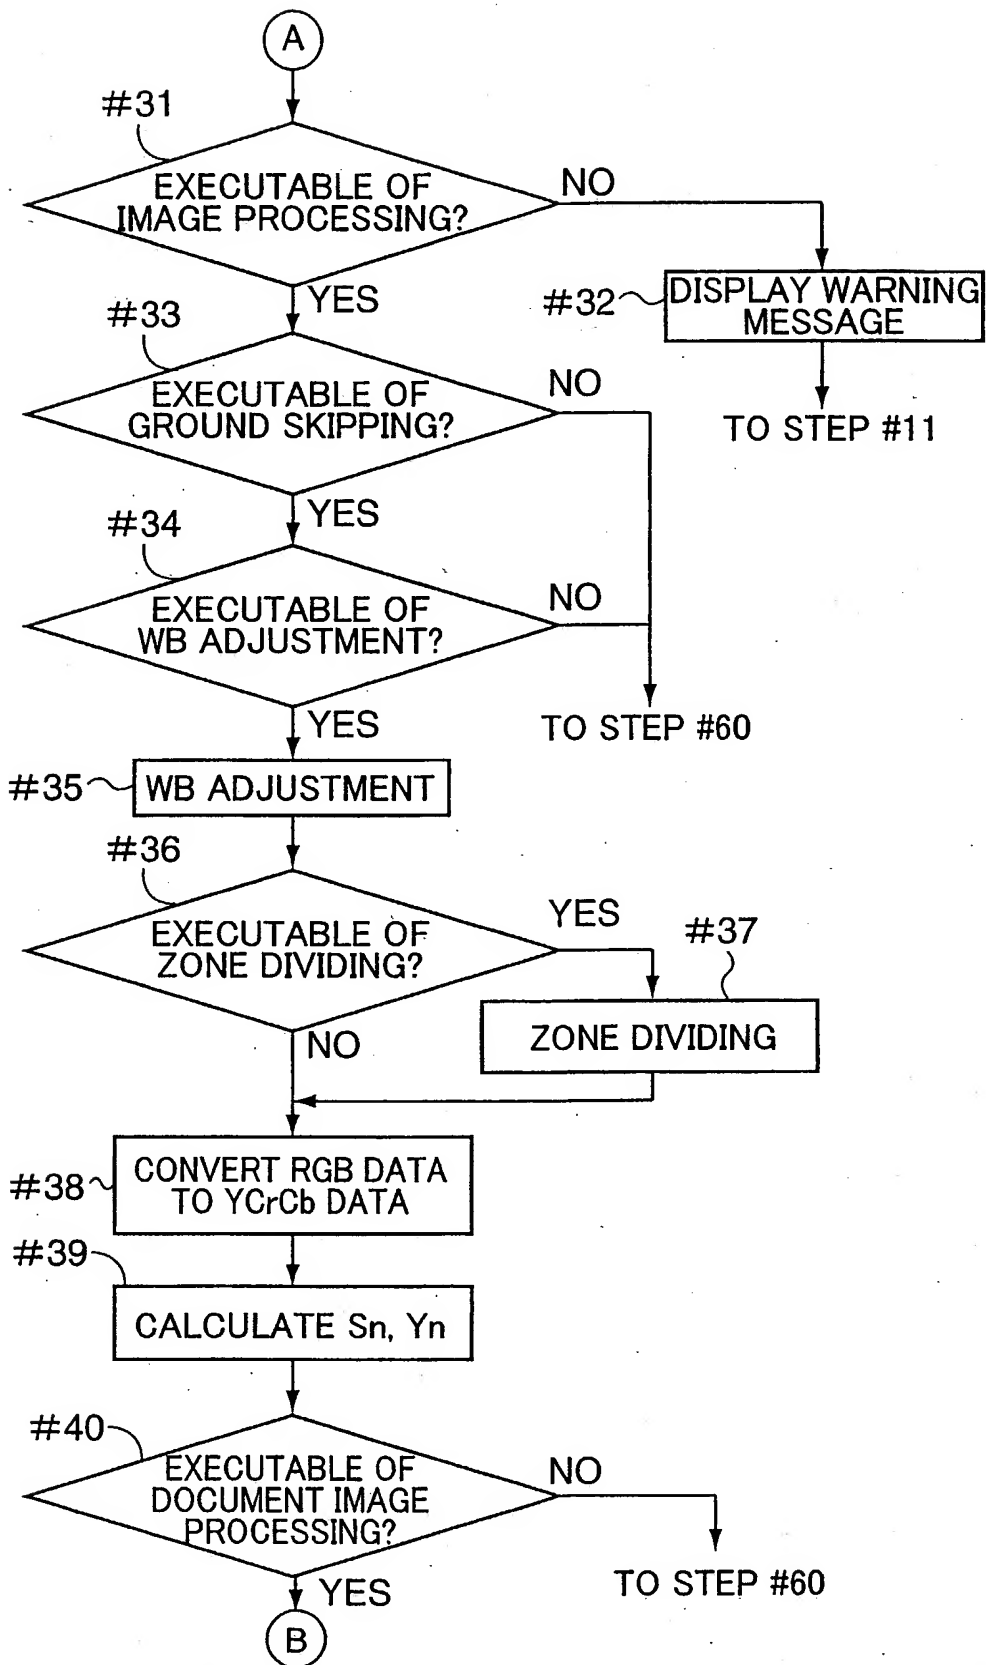 A
#31
EXECUTABLE OF
IMAGE PROCESSING?
NO
YES
#32
DISPLAY WARNING
MESSAGE
TO STEP #11
#33
EXECUTABLE OF
GROUND SKIPPING?
NO
YES
#34
EXECUTABLE OF
WB ADJUSTMENT?
NO
YES
TO STEP #60
#35
WB ADJUSTMENT
#36
EXECUTABLE OF
ZONE DIVIDING?
YES
#37
ZONE DIVIDING
NO
#38
CONVERT RGB DATA
TO YCrCb DATA
#39
CALCULATE Sn, Yn
#40
EXECUTABLE OF
DOCUMENT IMAGE
PROCESSING?
NO
TO STEP #60
YES
B